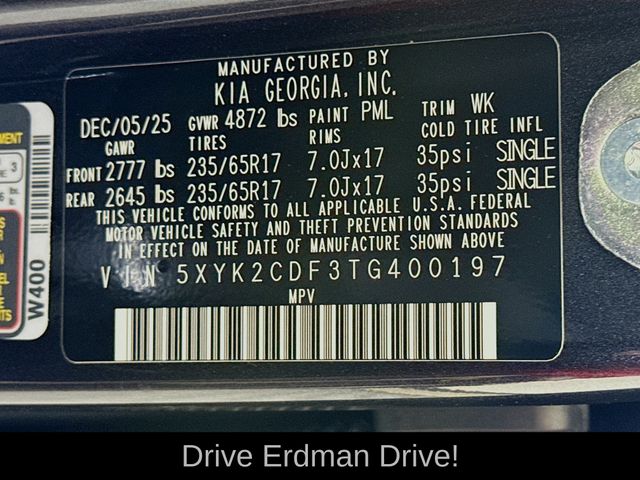 MANUFACTURED BY
KIA GEORGIA, INC.
DEC/05/25 GVWR 4872 lbs PAINT PML TRIM WK
GAWR TIRES RIMS COLD TIRE INFL
FRONT 2777 lbs 235/65R17 7.0Jx17 35psi SINGLE
REAR 2645 lbs 235/65R17 7.0Jx17 35psi SINGLE
THIS VEHICLE CONFORMS TO ALL APPLICABLE U.S.A. FEDERAL
MOTOR VEHICLE SAFETY AND THEFT PREVENTION STANDARDS
IN EFFECT ON THE DATE OF MANUFACTURE SHOWN ABOVE
VIN 5XYK2CDF3TG400197
MPV
W400
Drive Erdman Drive!